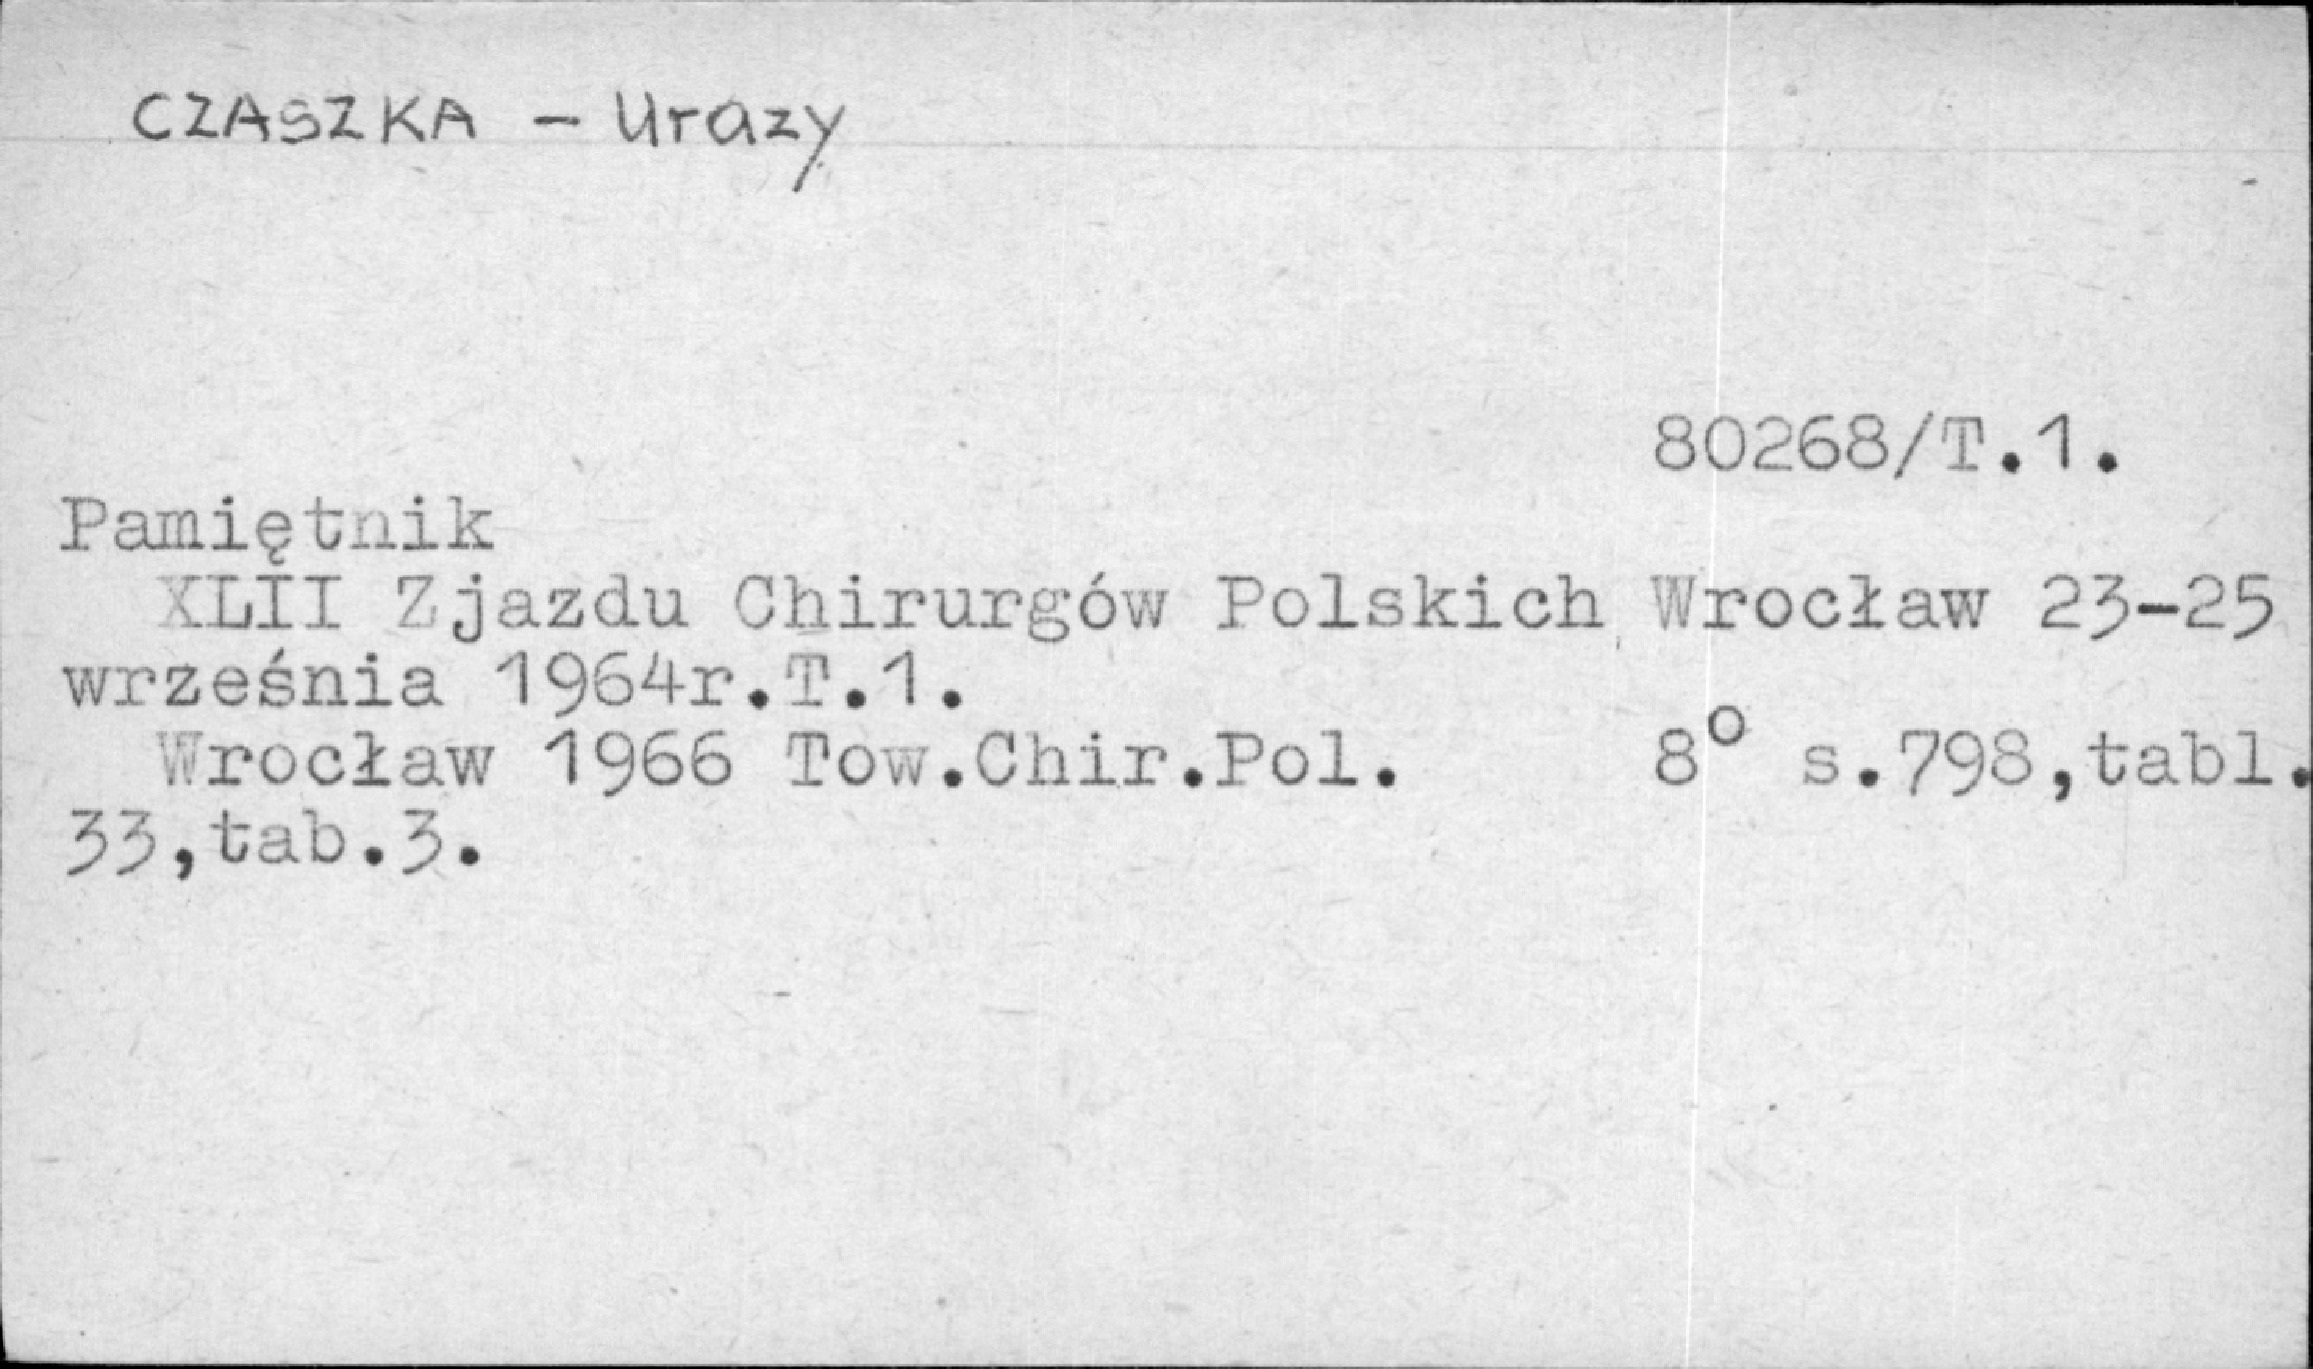 CZASZKA - Urazy
80268/T.1.
Pamiętnik
XLII Zjazdu Chirurgów Polskich Wrocław 23-25
września 1964r.T.1.
Wrocław 1966 Tow.Chir.Pol. 8° s.798,tabl.
33,tab.3.